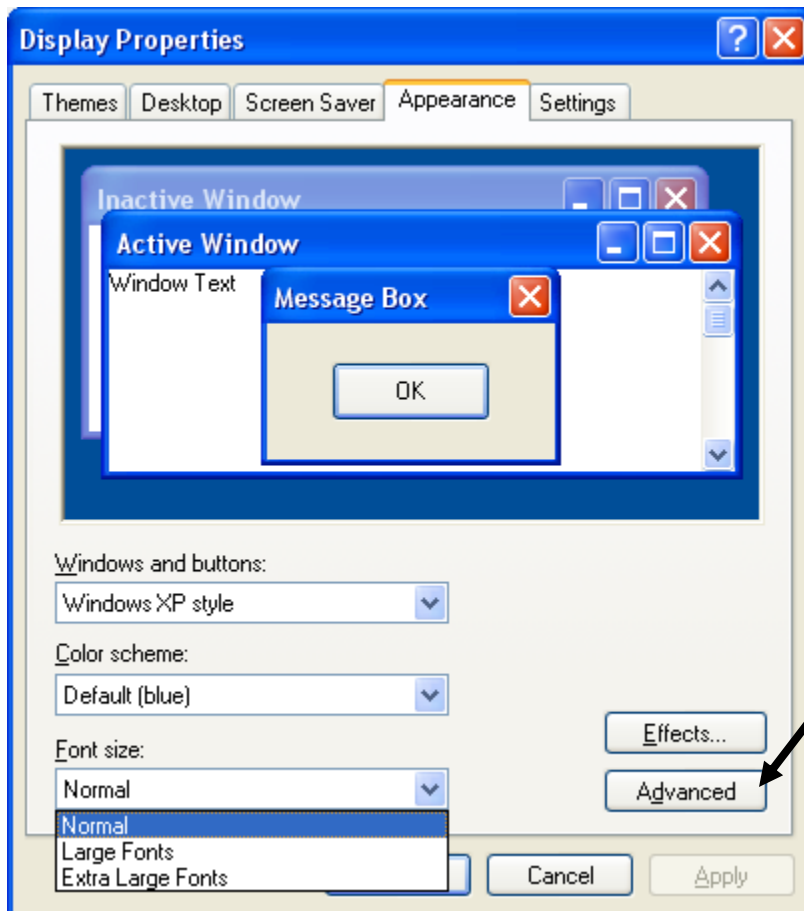 Display Properties
Themes Desktop Screen Saver Appearance Settings
Inactive Window
Active Window
Window Text
Message Box
OK
Windows and buttons:
Windows XP style
Color scheme:
Default (blue)
Effects...
Font size:
Normal
Advanced
Normal
Large Fonts
Extra Large Fonts
Cancel Apply